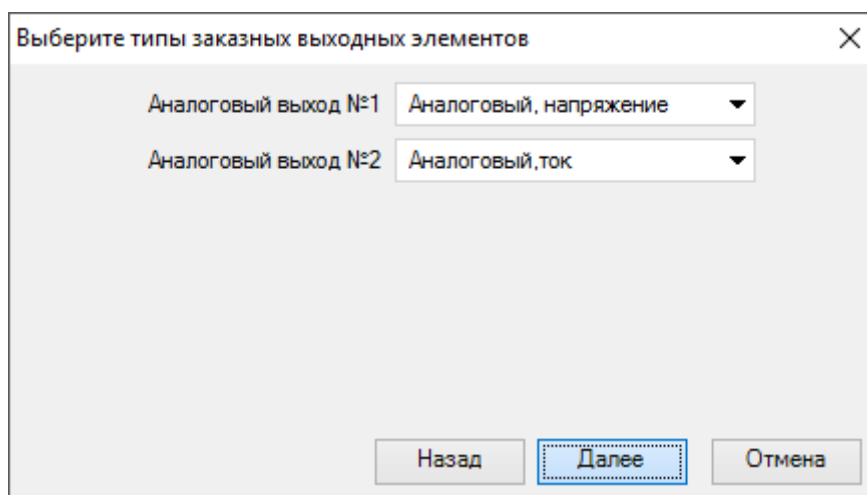 Выберите типы заказных выходных элементов
Аналоговый выход №1 Аналоговый, напряжение
Аналоговый выход №2 Аналоговый,ток
Назад Далее Отмена